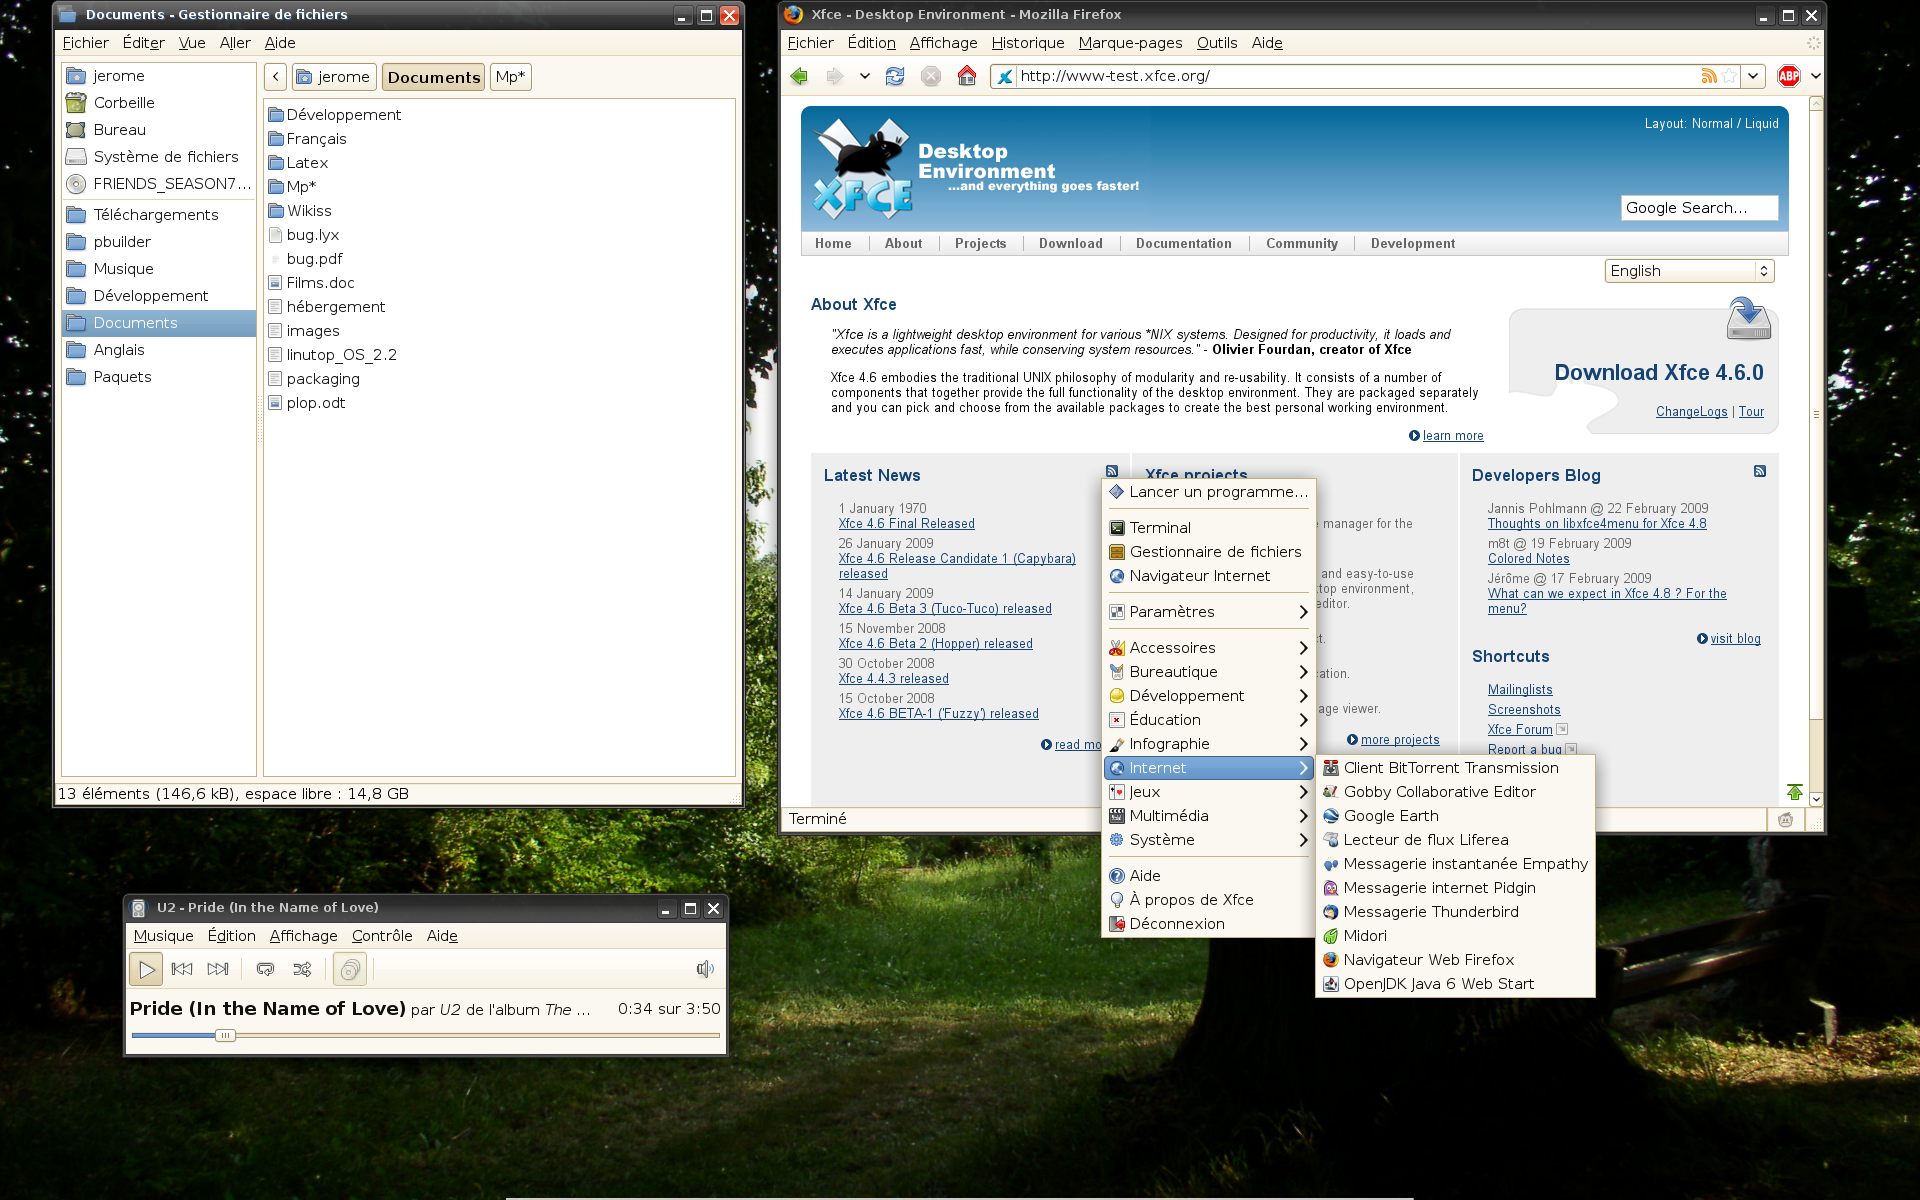 Documents - Gestionnaire de fichiers
Fichier Éditer Vue Aller Aide
jerome
Corbeille
Bureau
Système de fichiers
FRIENDS_SEASON7...
Téléchargements
pbuilder
Musique
Développement
Documents
Anglais
Paquets
jerome Documents Mp*
Développement
Français
Latex
Mp*
Wikiss
bug.lyx
bug.pdf
Films.doc
hébergement
images
linutop_OS_2.2
packaging
plop.odt
13 éléments (146,6 kB), espace libre : 14,8 GB
Xfce - Desktop Environment - Mozilla Firefox
Fichier Édition Affichage Historique Marque-pages Outils Aide
http://www-test.xfce.org/
ABP
Layout: Normal / Liquid
XFCE
Desktop
Environment
...and everything goes faster!
Google Search...
Home About Projects Download Documentation Community Development
English
About Xfce
"Xfce is a lightweight desktop environment for various *NIX systems. Designed for productivity, it loads and
executes applications fast, while conserving system resources." - Olivier Fourdan, creator of Xfce
Xfce 4.6 embodies the traditional UNIX philosophy of modularity and re-usability. It consists of a number of
components that together provide the full functionality of the desktop environment. They are packaged separately
and you can pick and choose from the available packages to create the best personal working environment.
learn more
Download Xfce 4.6.0
ChangeLogs | Tour
Latest News
1 January 1970
Xfce 4.6 Final Released
26 January 2009
Xfce 4.6 Release Candidate 1 (Capybara)
released
14 January 2009
Xfce 4.6 Beta 3 (Tuco-Tuco) released
15 November 2008
Xfce 4.6 Beta 2 (Hopper) released
30 October 2008
Xfce 4.4.3 released
15 October 2008
Xfce 4.6 BETA-1 ('Fuzzy') released
read mo
Xfce projects
manager for the
and easy-to-use
top environment,
editor.
ct.
cation.
age viewer.
more projects
Developers Blog
Jannis Pohlmann @ 22 February 2009
Thoughts on libxfce4menu for Xfce 4.8
m8t @ 19 February 2009
Colored Notes
Jérôme @ 17 February 2009
What can we expect in Xfce 4.8 ? For the
menu?
visit blog
Shortcuts
Mailinglists
Screenshots
Xfce Forum
Report a bug
Terminé
Lancer un programme...
Terminal
Gestionnaire de fichiers
Navigateur Internet
Paramètres
Accessoires
Bureautique
Développement
Éducation
Infographie
Internet
Jeux
Multimédia
Système
Aide
À propos de Xfce
Déconnexion
Client BitTorrent Transmission
Gobby Collaborative Editor
Google Earth
Lecteur de flux Liferea
Messagerie instantanée Empathy
Messagerie internet Pidgin
Messagerie Thunderbird
Midori
Navigateur Web Firefox
OpenJDK Java 6 Web Start
U2 - Pride (In the Name of Love)
Musique Édition Affichage Contrôle Aide
Pride (In the Name of Love) par U2 de l'album The ... 0:34 sur 3:50